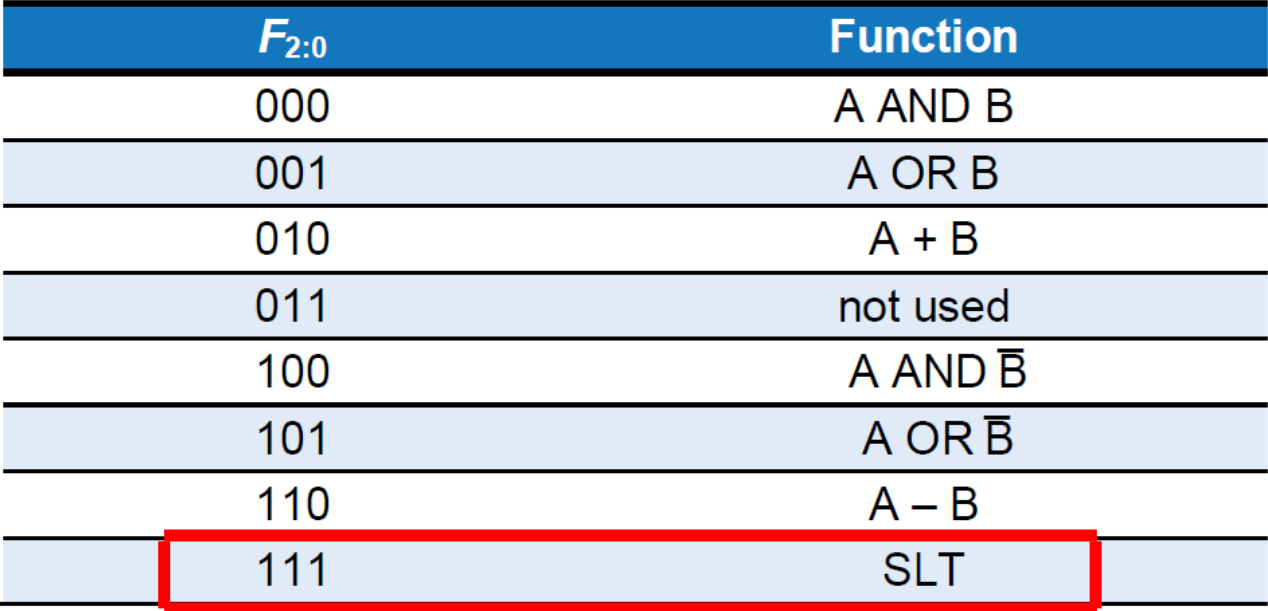 F2:0 Function
000 A AND B
001 A OR B
010 A + B
011 not used
100 A AND B̅
101 A OR B̅
110 A – B
111 SLT